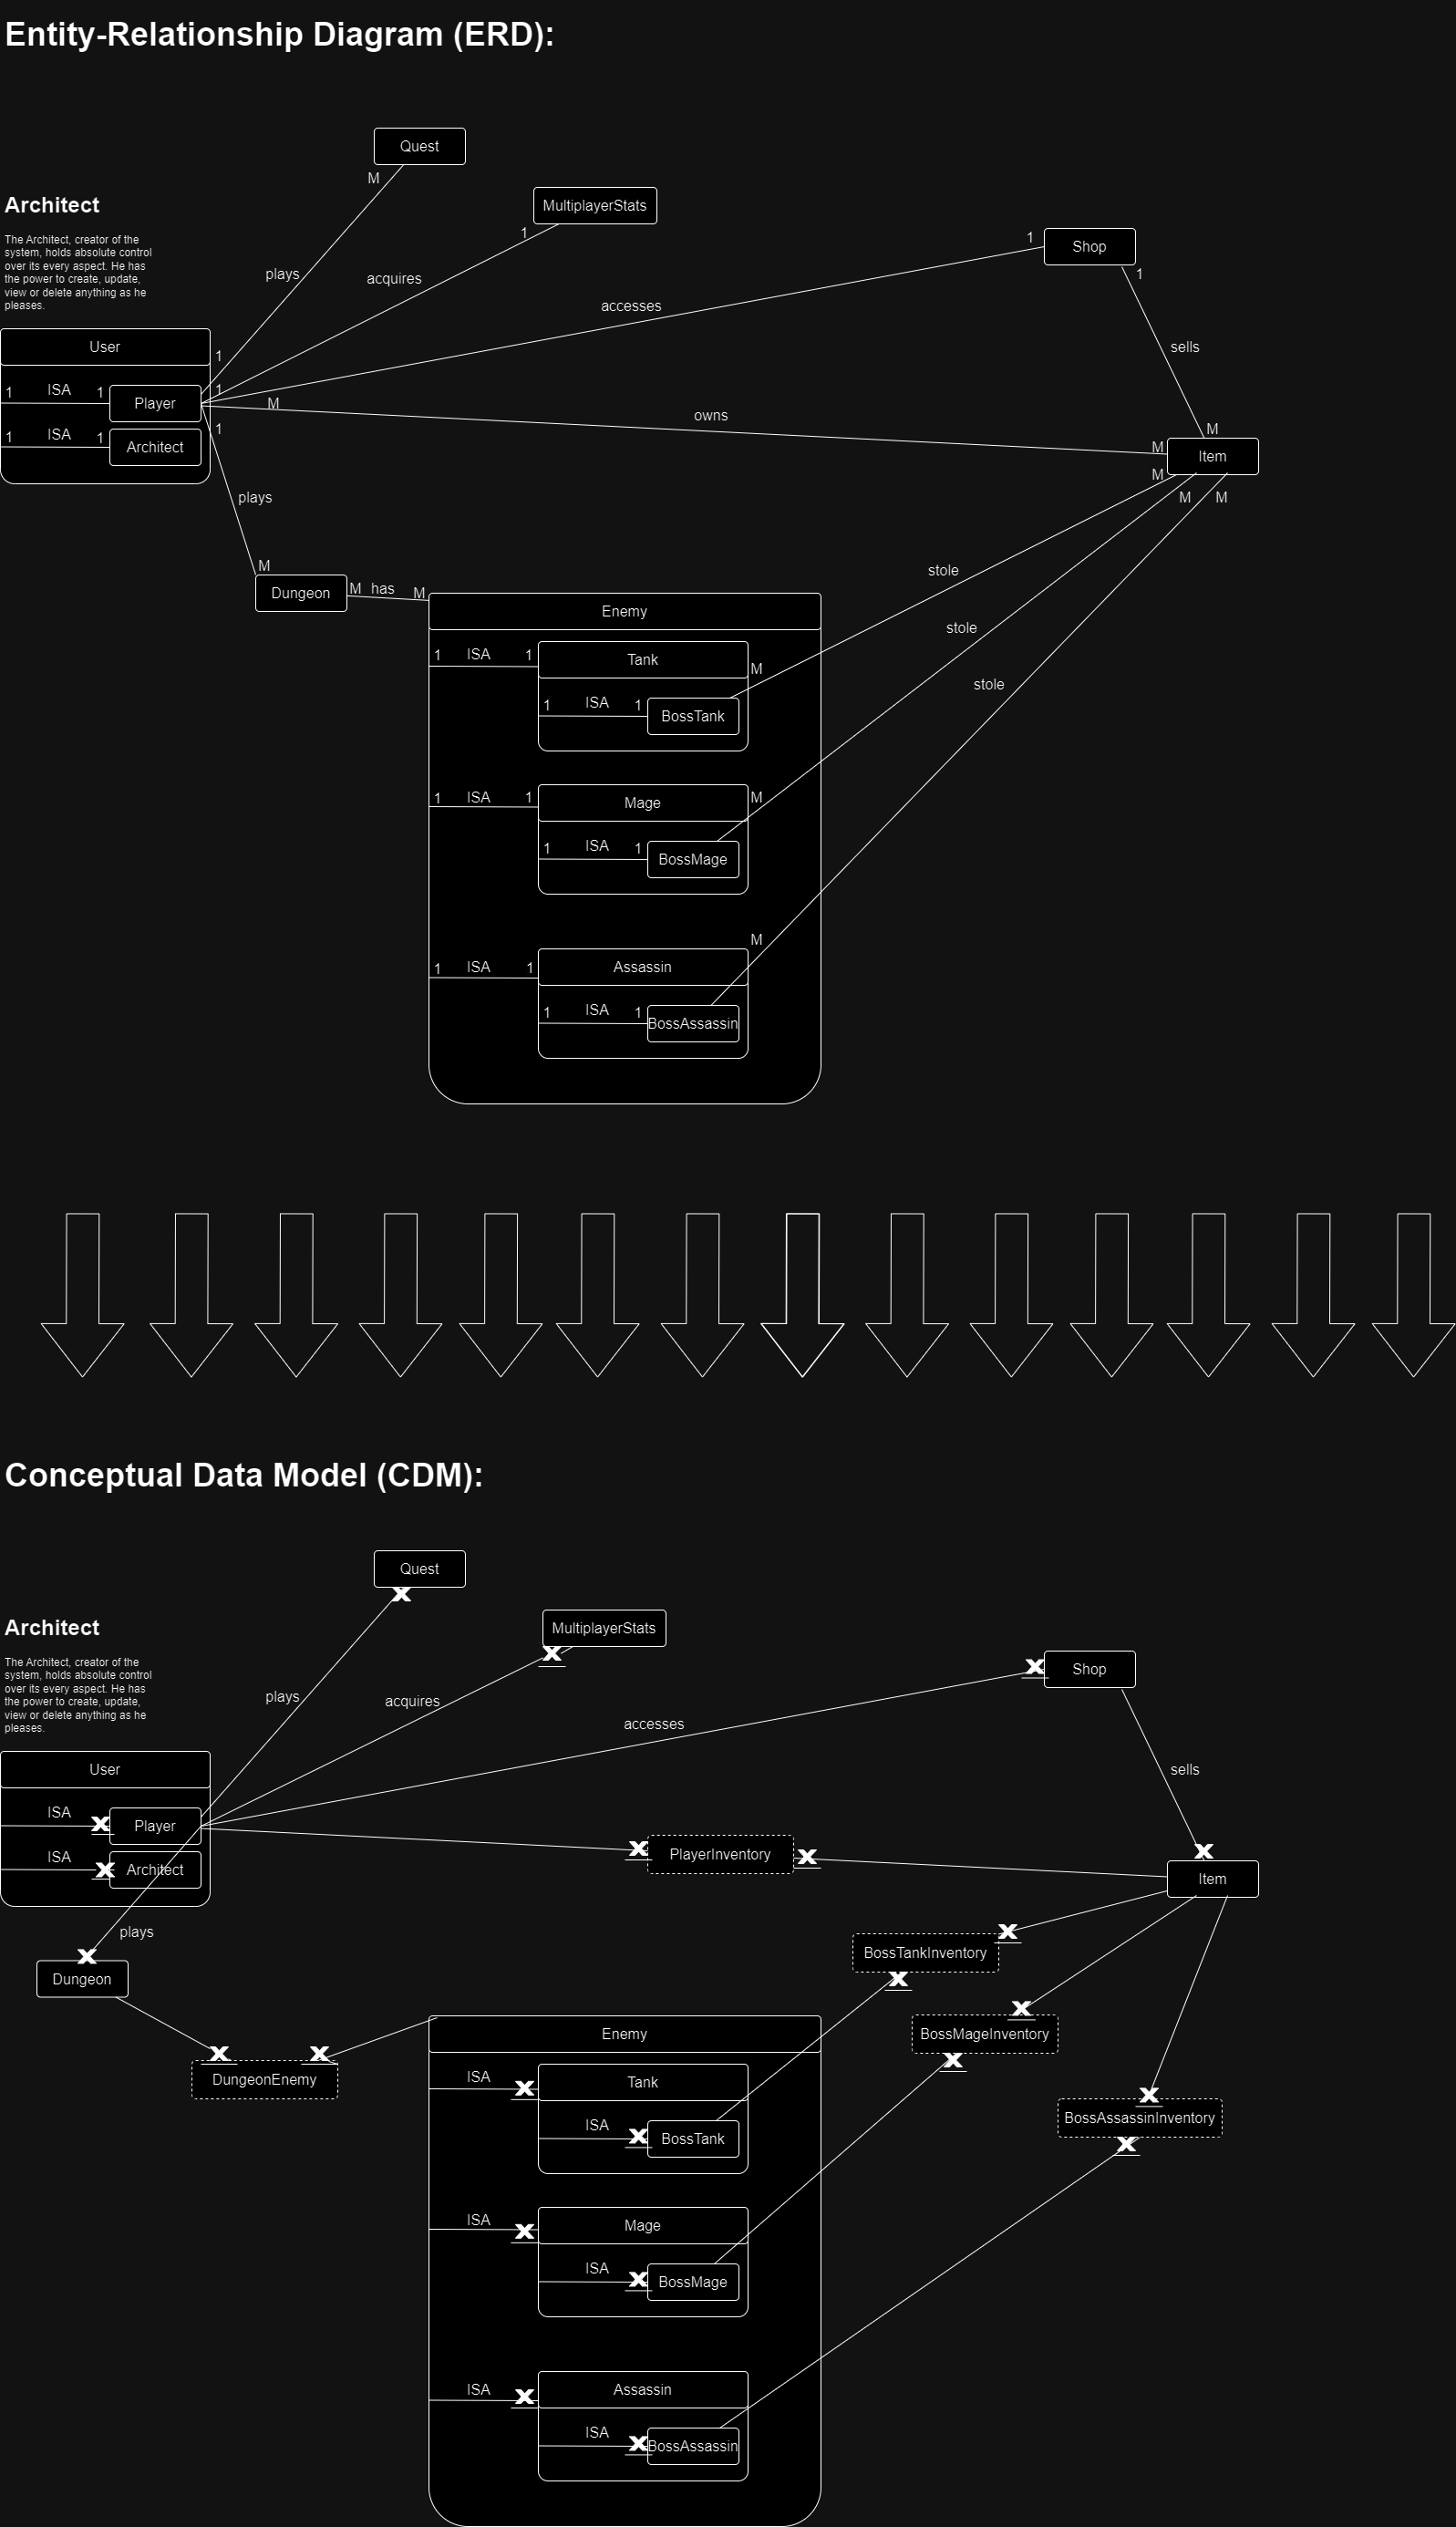 Entity-Relationship Diagram (ERD):
Quest
M
MultiplayerStats
1
Architect
The Architect, creator of the
system, holds absolute control
over its every aspect. He has
the power to create, update,
view or delete anything as he
pleases.
plays
acquires
accesses
1
Shop
1
sells
User
1
1
ISA
1
Player
1
M
owns
M
M
Item
1
ISA
1
Architect
1
M
M
M
plays
M
Dungeon
M
has
M
stole
stole
stole
Enemy
1
ISA
1
Tank
M
1
ISA
1
BossTank
1
ISA
1
Mage
M
1
ISA
1
BossMage
M
1
ISA
1
Assassin
1
ISA
1
BossAssassin
Conceptual Data Model (CDM):
Quest
X
MultiplayerStats
X
Architect
The Architect, creator of the
system, holds absolute control
over its every aspect. He has
the power to create, update,
view or delete anything as he
pleases.
plays
acquires
accesses
X
Shop
sells
User
ISA
X
Player
ISA
X
Architect
X
PlayerInventory
X
X
Item
plays
X
Dungeon
X
X
DungeonEnemy
X
BossTankInventory
X
X
BossMageInventory
X
X
BossAssassinInventory
X
Enemy
ISA
X
Tank
ISA
X
BossTank
ISA
X
Mage
ISA
X
BossMage
ISA
X
Assassin
ISA
X
BossAssassin